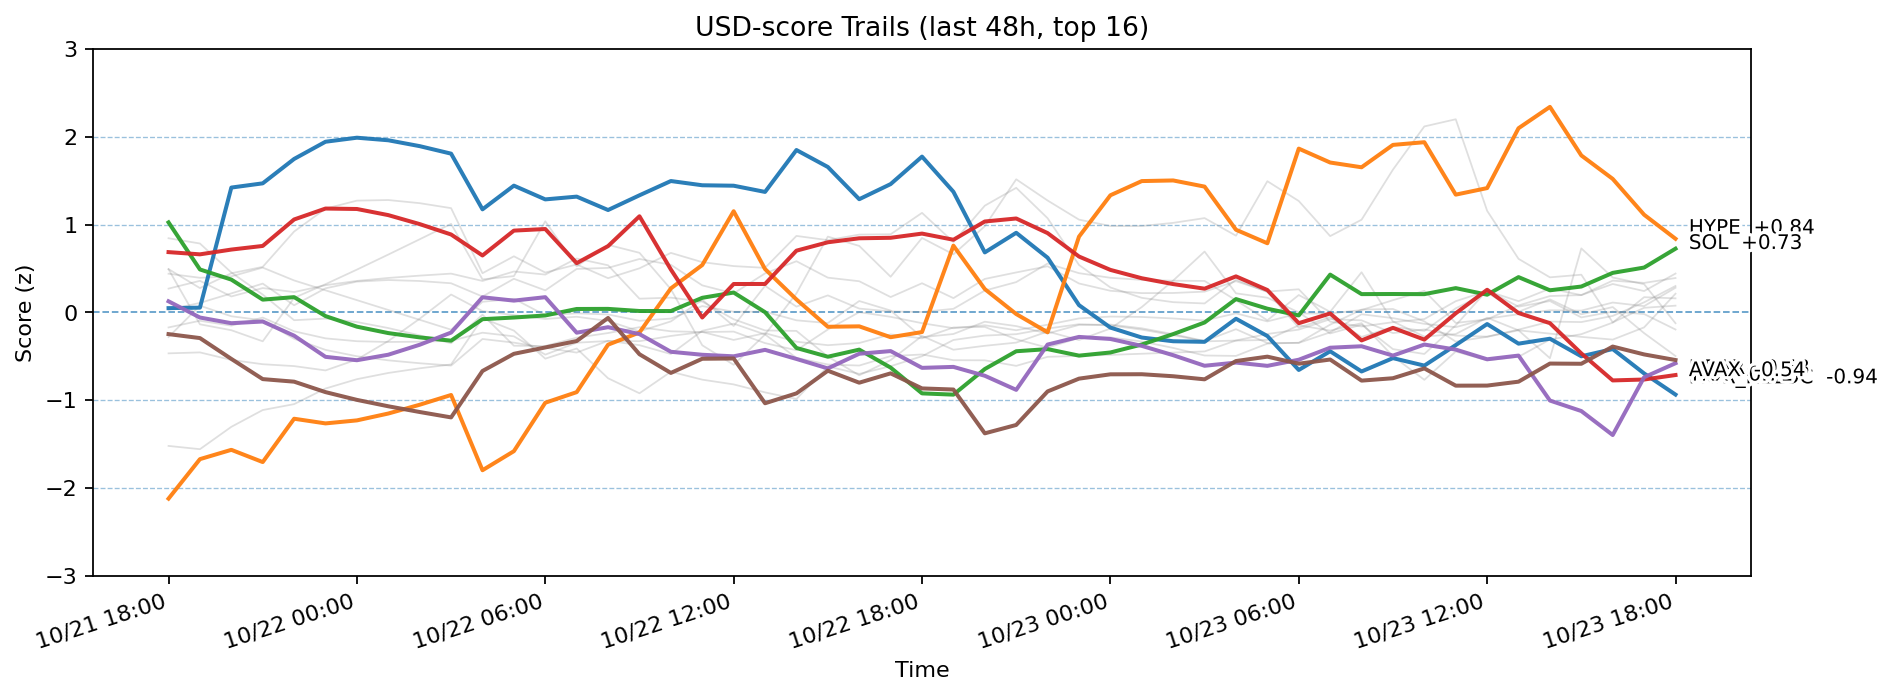 USD-score Trails (last 48h, top 16)
Score (z)
3
2
1
0
−1
−2
−3
HYPE +0.84
SOL +0.73
AVAX -0.54
-0.94
10/21 18:00
10/22 00:00
10/22 06:00
10/22 12:00
10/22 18:00
10/23 00:00
10/23 06:00
10/23 12:00
10/23 18:00
Time